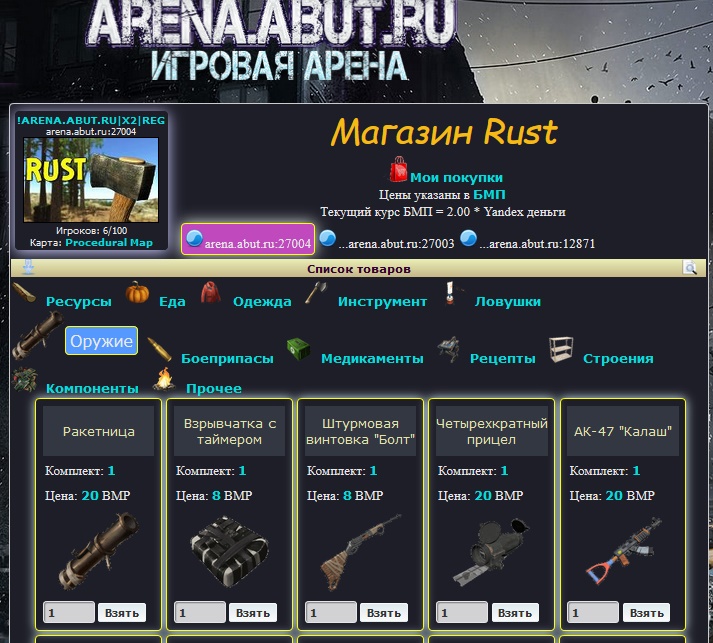 ARENA.ABUT.RU
ИГРОВАЯ АРЕНА
!ARENA.ABUT.RU|X2|REG
arena.abut.ru:27004
RUST
Игроков: 6/100
Карта: Procedural Map
Магазин Rust
Мои покупки
Цены указаны в БМП
Текущий курс БМП = 2.00 * Yandex деньги
arena.abut.ru:27004 ...arena.abut.ru:27003 ...arena.abut.ru:12871
Список товаров
Ресурсы Еда Одежда Инструмент Ловушки
Оружие Боеприпасы Медикаменты Рецепты Строения
Компоненты Прочее
Ракетница
Комплект: 1
Цена: 20 BMP
1 Взять
Взрывчатка с
таймером
Комплект: 1
Цена: 8 BMP
1 Взять
Штурмовая
винтовка "Болт"
Комплект: 1
Цена: 8 BMP
1 Взять
Четырехкратный
прицел
Комплект: 1
Цена: 20 BMP
1 Взять
АК-47 "Калаш"
Комплект: 1
Цена: 20 BMP
1 Взять